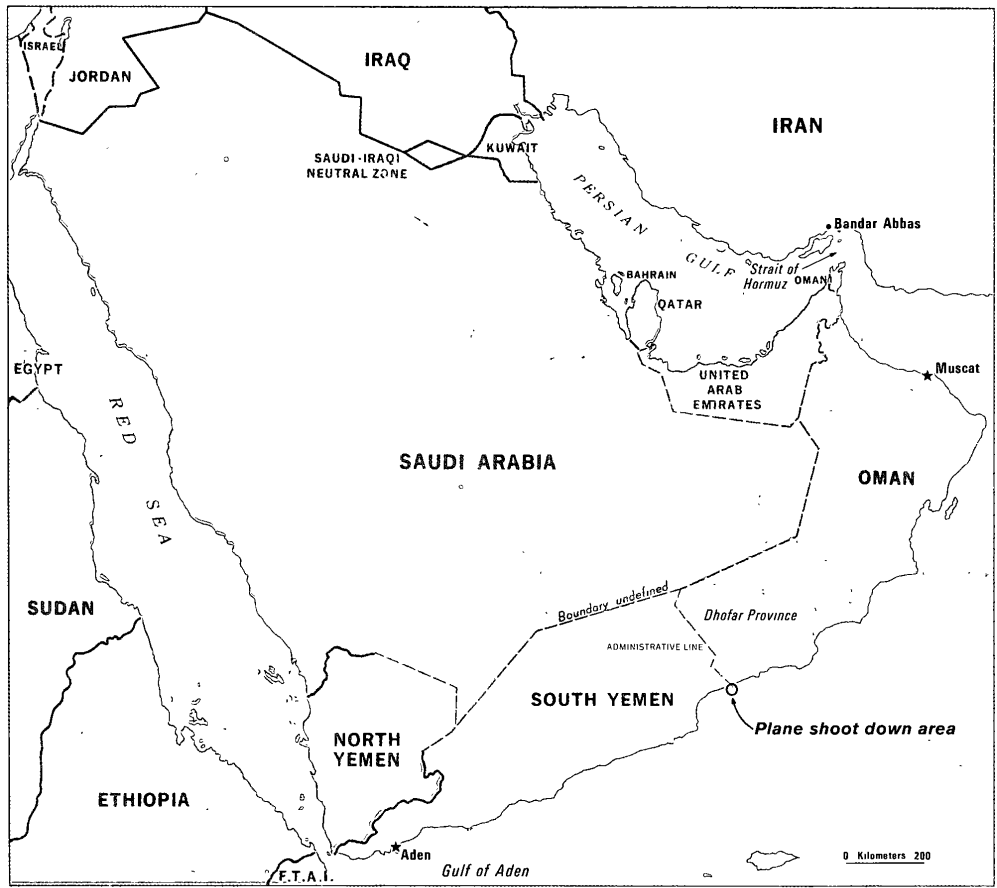 ISRAEL
JORDAN
IRAQ
IRAN
SAUDI-IRAQI
NEUTRAL ZONE
KUWAIT
PERSIAN
GULF
Bandar Abbas
Strait of
Hormuz
OMAN
BAHRAIN
QATAR
EGYPT
UNITED
ARAB
EMIRATES
Muscat
RED
SEA
SAUDI ARABIA
OMAN
SUDAN
Boundary undefined
Dhofar Province
ADMINISTRATIVE LINE
SOUTH YEMEN
Plane shoot down area
NORTH
YEMEN
ETHIOPIA
Aden
Gulf of Aden
F.T.A.I.
0 Kilometers 200